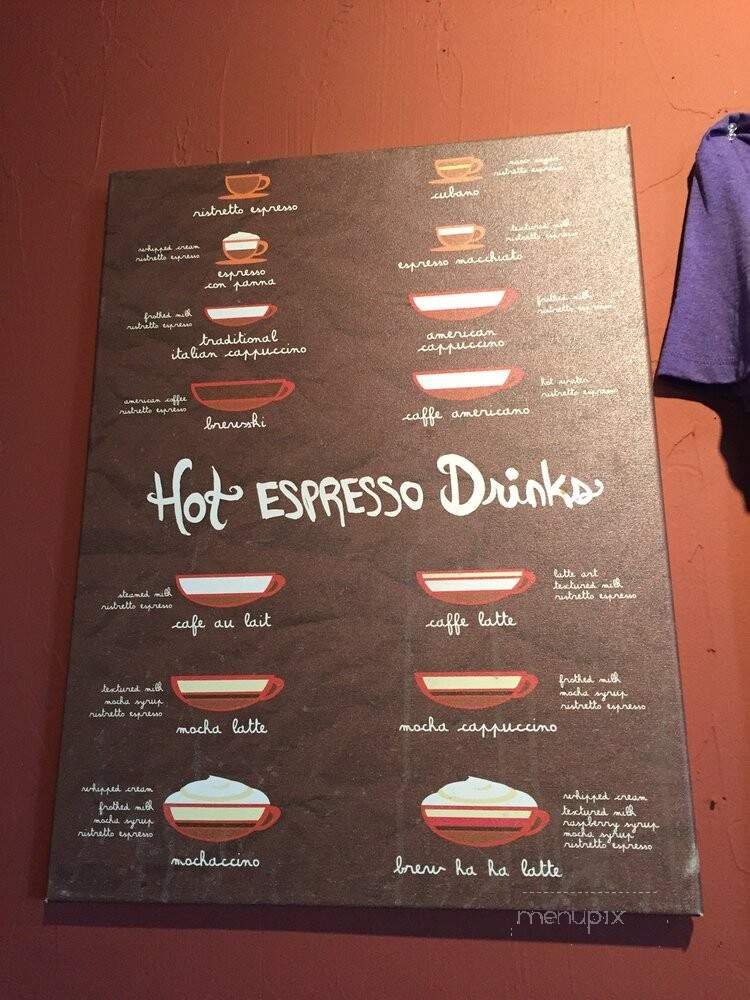 ristretto espresso
ristretto espresso
cubano
whipped cream
ristretto espresso
espresso
con panna
textured milk
ristretto espresso
espresso macchiato
frothed milk
ristretto espresso
traditional
italian cappuccino
frothed milk
ristretto
american
cappuccino
american coffee
ristretto espresso
brewski
hot water
ristretto espresso
caffe americano
Hot ESPRESSO Drinks
steamed milk
ristretto espresso
cafe au lait
latte art
textured milk
ristretto espresso
caffe latte
textured milk
mocha syrup
ristretto espresso
mocha latte
frothed milk
mocha syrup
ristretto espresso
mocha cappuccino
whipped cream
frothed milk
mocha syrup
ristretto espresso
mochaccino
whipped cream
textured milk
raspberry syrup
mocha syrup
ristretto espresso
brew ha ha latte
menupix